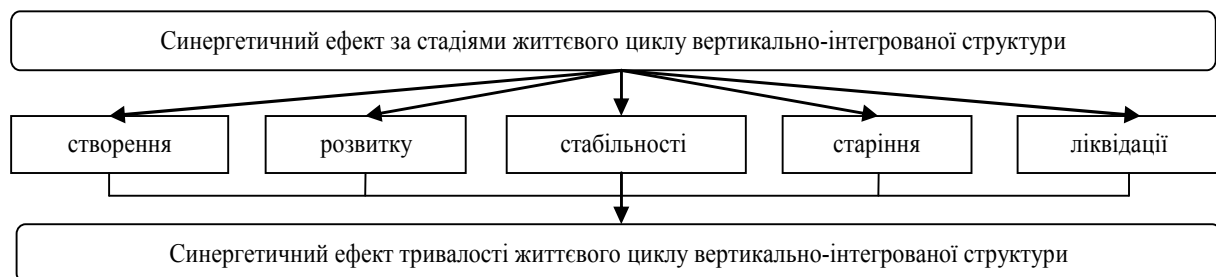 Синергетичний ефект за стадіями життєвого циклу вертикально-інтегрованої структури
створення
розвитку
стабільності
старіння
ліквідації
Синергетичний ефект тривалості життєвого циклу вертикально-інтегрованої структури